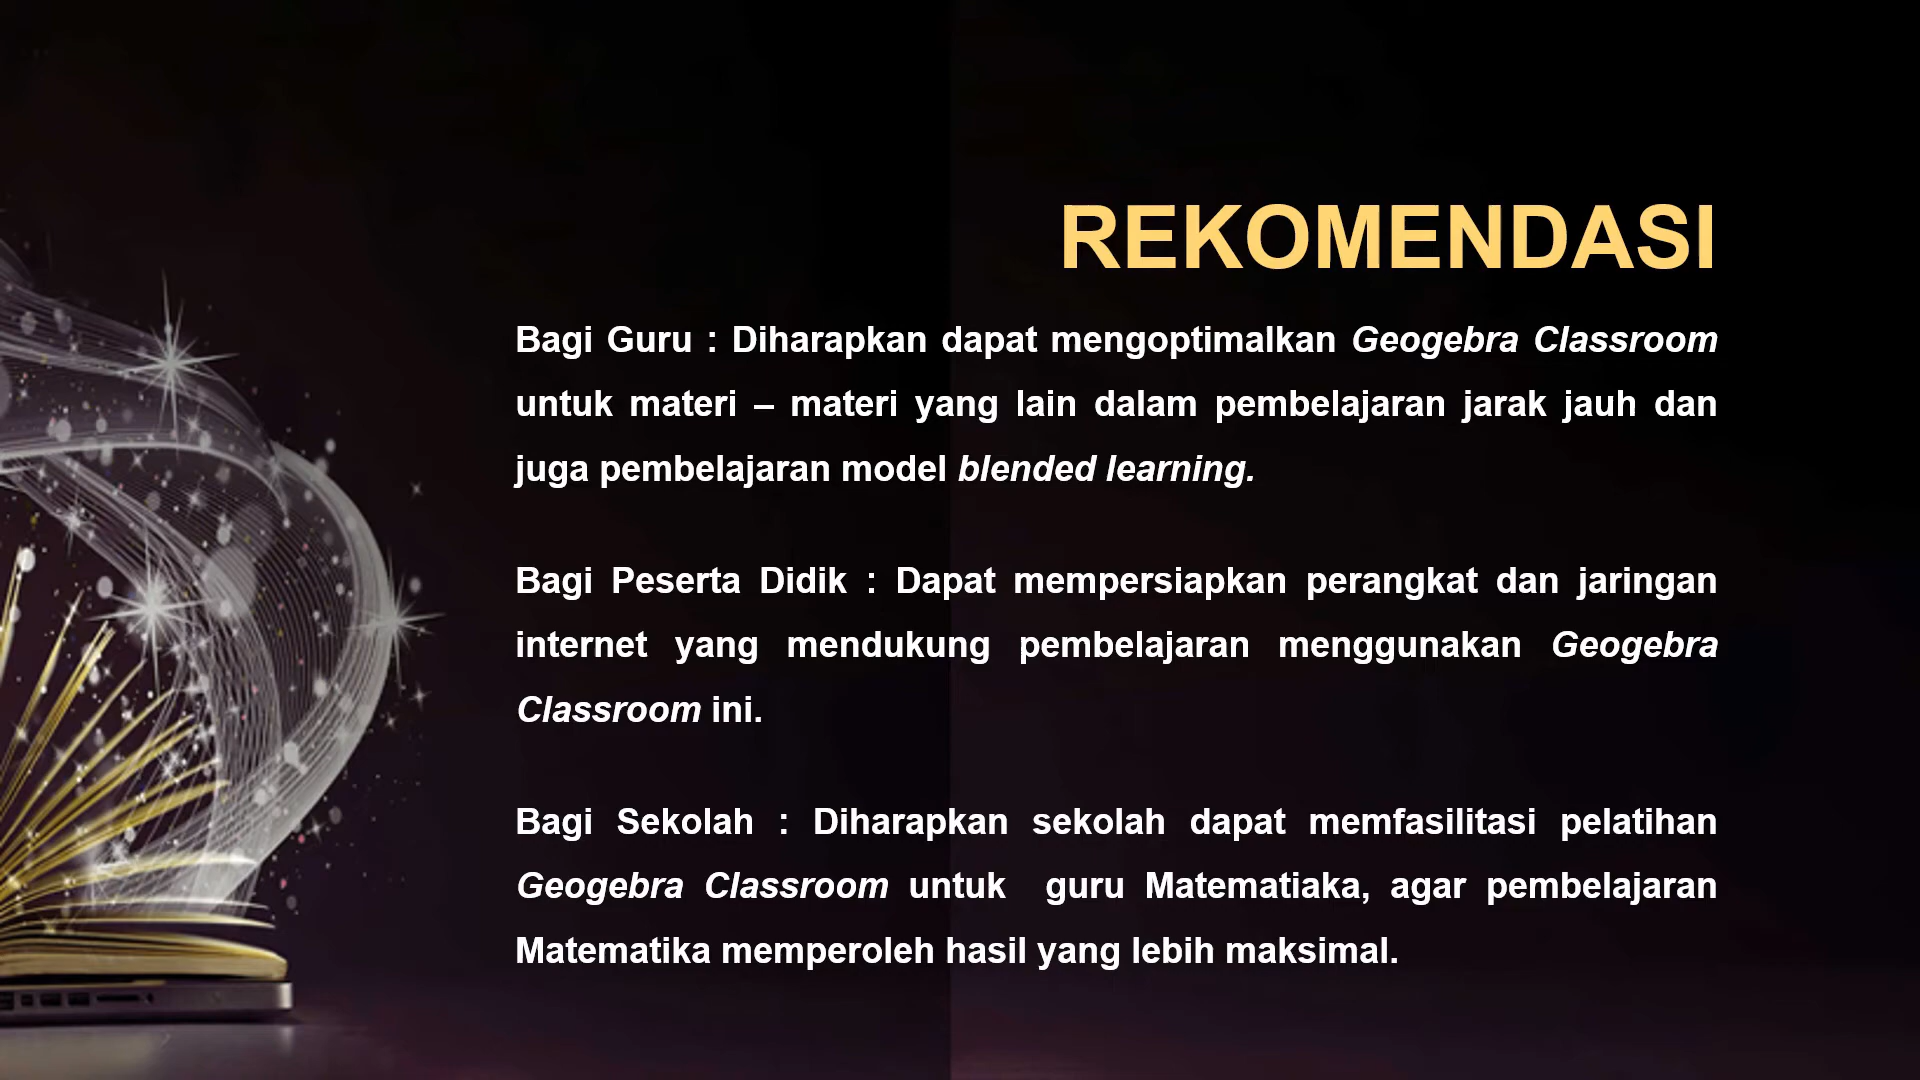 REKOMENDASI
Bagi Guru : Diharapkan dapat mengoptimalkan Geogebra Classroom
untuk materi – materi yang lain dalam pembelajaran jarak jauh dan
juga pembelajaran model blended learning.
Bagi Peserta Didik : Dapat mempersiapkan perangkat dan jaringan
internet yang mendukung pembelajaran menggunakan Geogebra
Classroom ini.
Bagi Sekolah : Diharapkan sekolah dapat memfasilitasi pelatihan
Geogebra Classroom untuk  guru Matematiaka, agar pembelajaran
Matematika memperoleh hasil yang lebih maksimal.